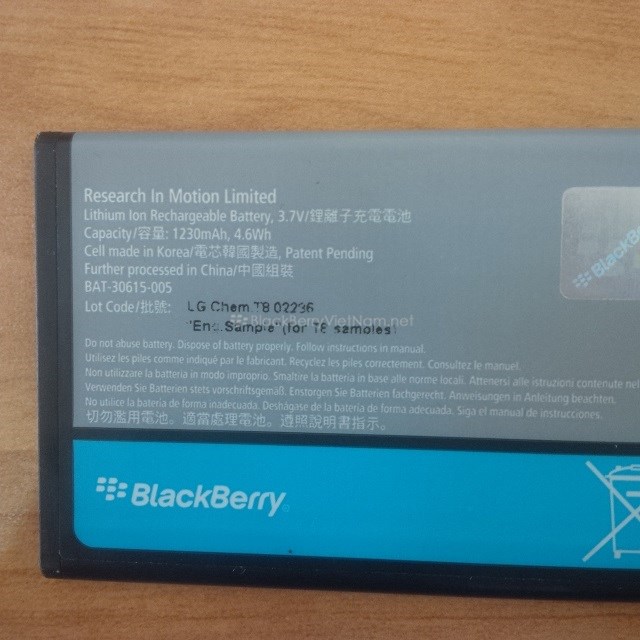 Research In Motion Limited
Lithium Ion Rechargeable Battery, 3.7V/鋰離子充電電池
Capacity/容量: 1230mAh, 4.6Wh
Cell made in Korea/電芯韓國製造, Patent Pending
Further processed in China/中國組裝
BAT-30615-005
Lot Code/批號: LG Chem T8 02236
"Eng.Sample" (for T8 samples)
BlackBerryVietNam.net
Do not abuse battery. Dispose of battery properly. Follow instructions in manual.
Utilisez les piles comme indiqué par le fabricant. Recyclez les piles correctement. Consultez le manuel.
Non utilizzare la batteria in modo improprio. Smaltire la batteria in base alle norme locali. Attenersi alle istruzioni contenute nel
Verwenden Sie Batterien stets vorschriftsgemäß. Entsorgen Sie Batterien fachgerecht. Anweisungen in Anleitung beachten.
No utilice la batería de forma inadecuada. Deshágase de la batería de forma adecuada. Siga el manual de instrucciones.
切勿濫用電池。適當處理電池。遵照說明書指示。
BlackBerry
BlackBe